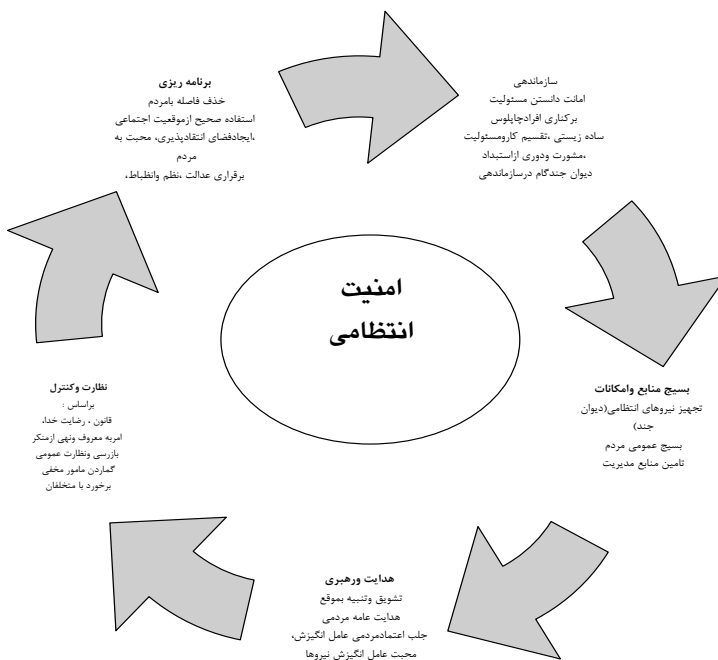 برنامه ریزی
خذف فاصله بامردم
استفاده صحیح ازموقعیت اجتماعی
،ایجادفضای انتقادپذیری، محبت به
مردم
برقراری عدالت ،نظم وانظباط،
سازماندهی
امانت دانستن مسئولیت
برکناری افرادچاپلوس
ساده زیستی ،تقسیم کارومسئولیت
،مشورت ودوری ازاستبداد
دیوان جندگام درسازماندهی
امنیت
انتظامی
بسیج منابع وامکانات
تجهیز نیروهای انتظامی(دیوان
جند)
بسیج عمومی مردم
تامین منابع مدیریت
هدایت ورهبری
تشویق وتنبیه بموقع
هدایت عامه مردمی
جلب اعتمادمردمی عامل انگیزش،
محبت عامل انگیزش نیروها
نظارت وکنترل
براساس :
قانون ، رضایت خدا،
امربه معروف ونهی ازمنکر
بازرسی ونظارت عمومی
گماردن مامور مخفی
برخورد با متخلفان